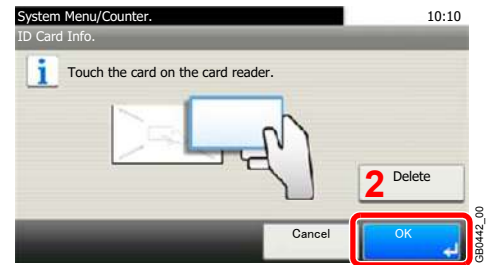 System Menu/Counter. 10:10
ID Card Info.
i Touch the card on the card reader.
2 Delete
Cancel OK
GB0442_00